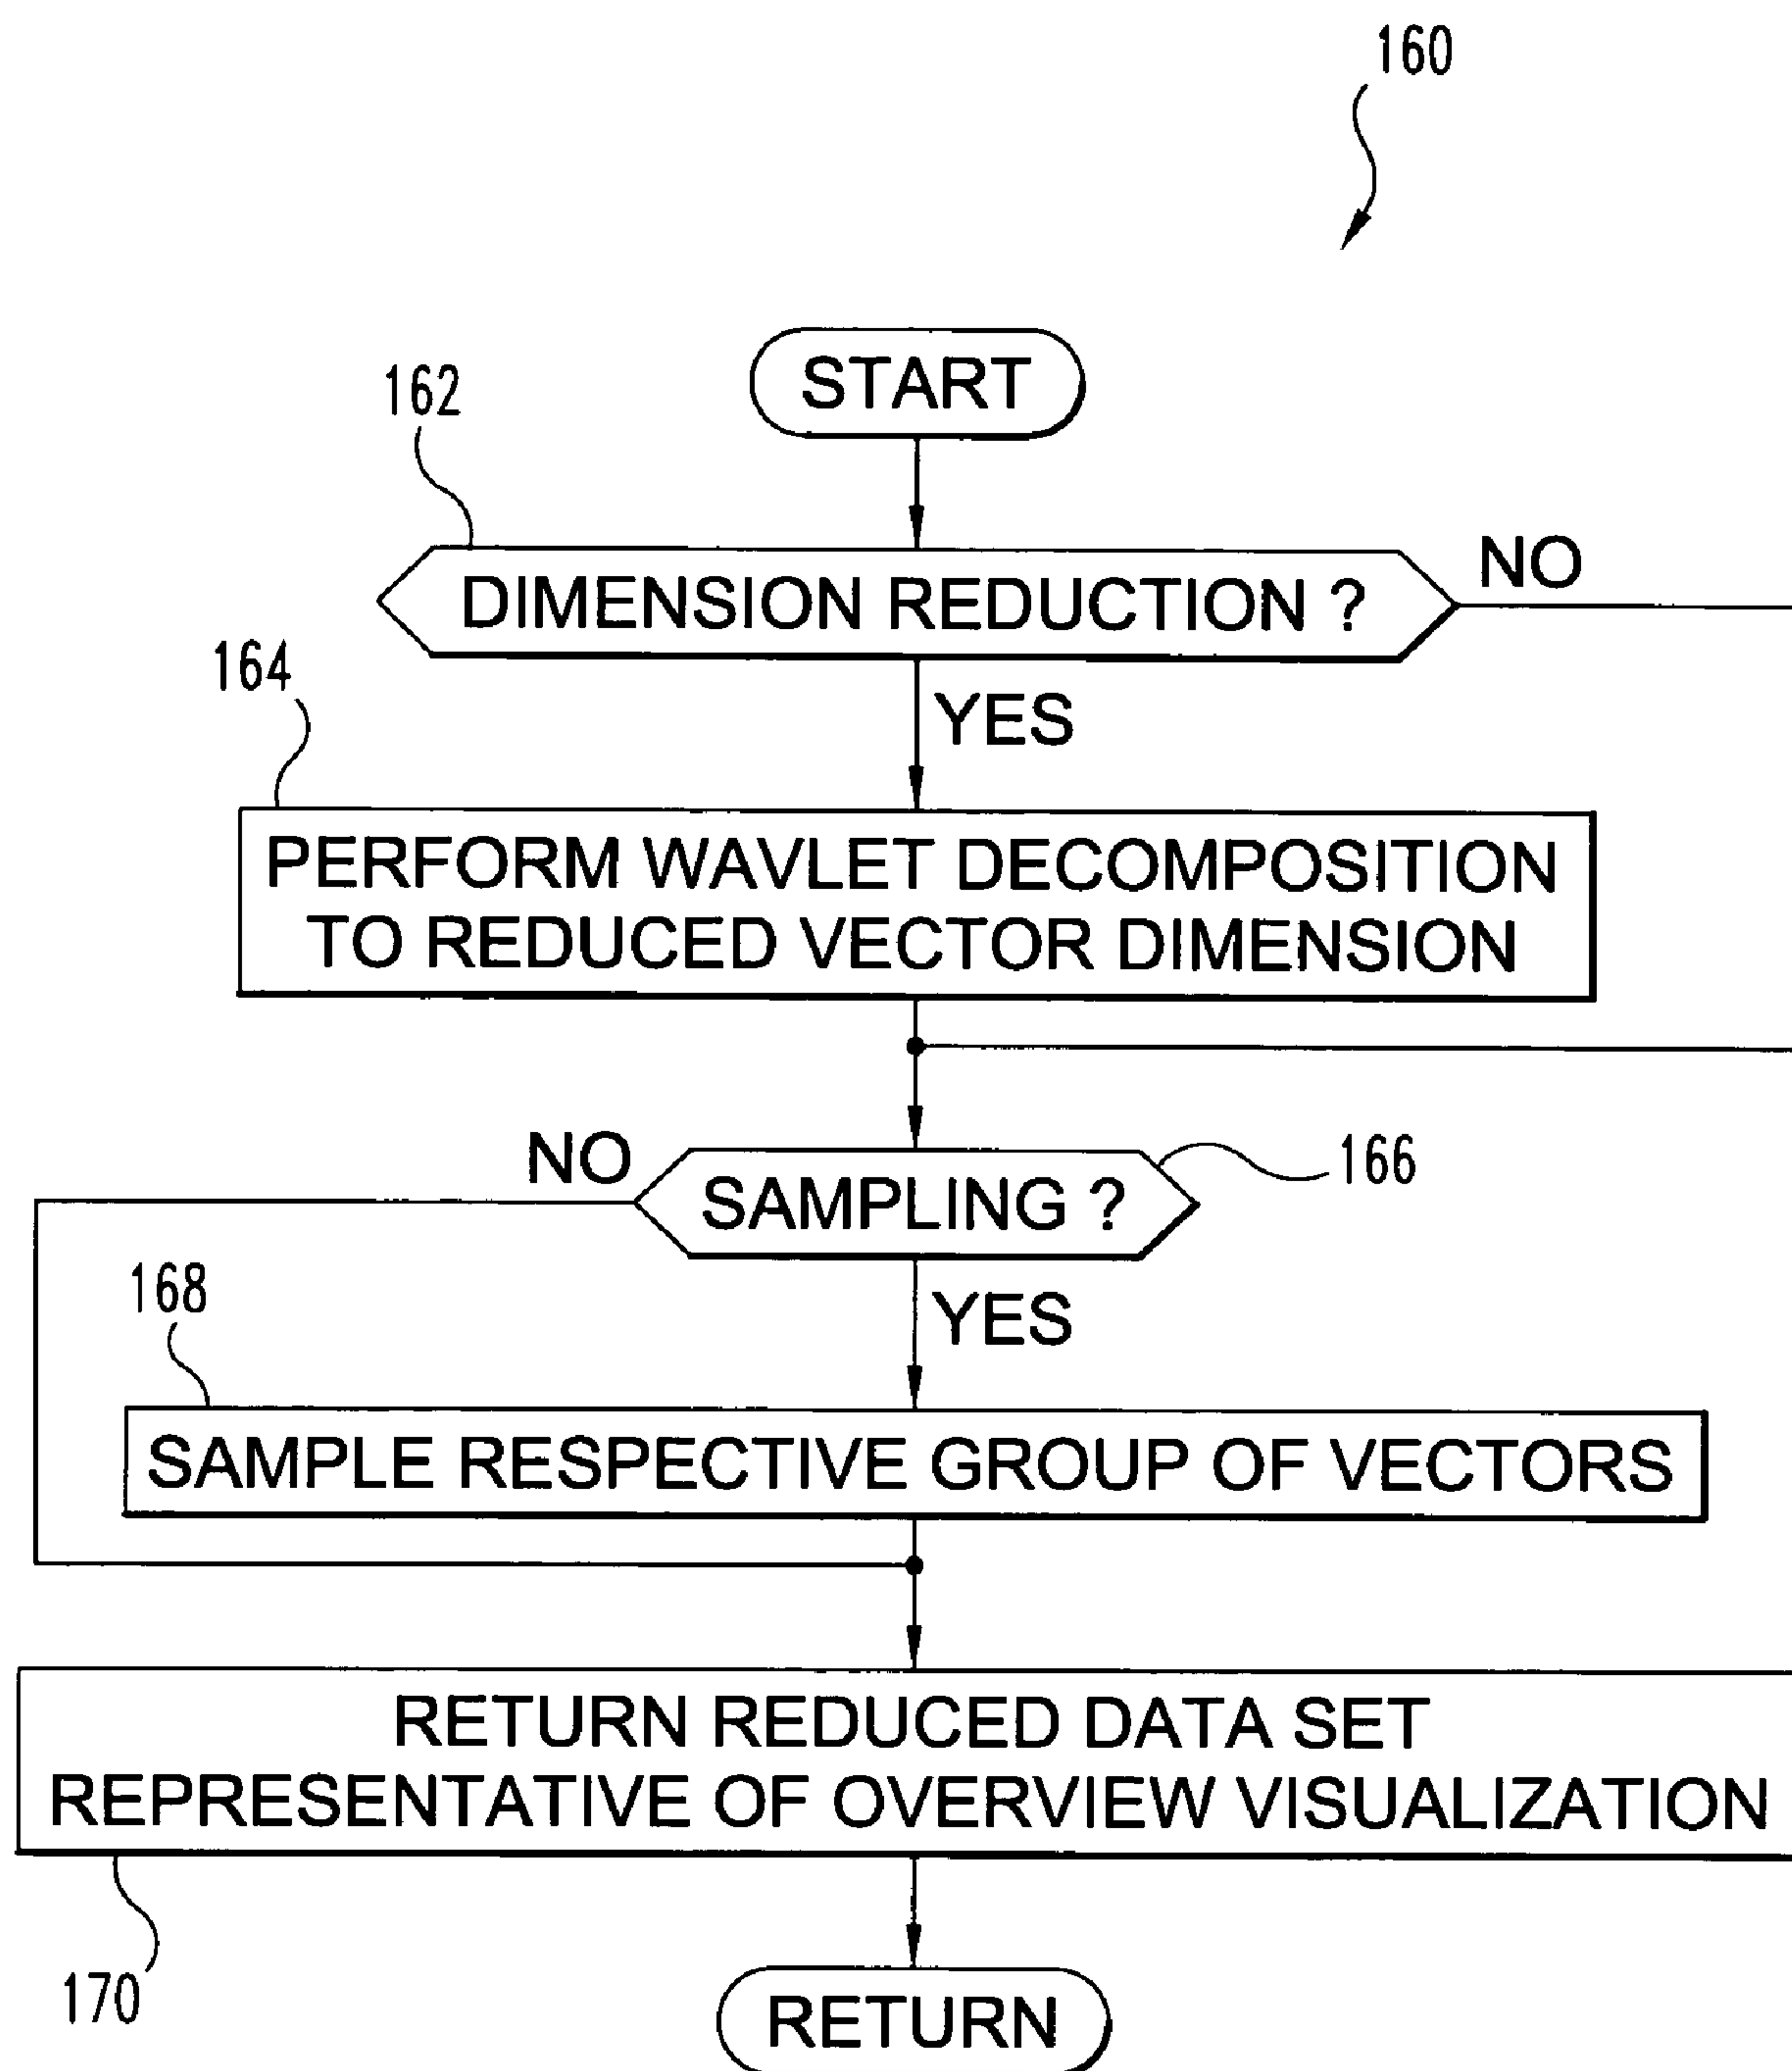 160
START
162
DIMENSION REDUCTION ?
NO
164
YES
PERFORM WAVLET DECOMPOSITION
TO REDUCED VECTOR DIMENSION
NO
SAMPLING ?
166
168
YES
SAMPLE RESPECTIVE GROUP OF VECTORS
RETURN REDUCED DATA SET
REPRESENTATIVE OF OVERVIEW VISUALIZATION
170
RETURN